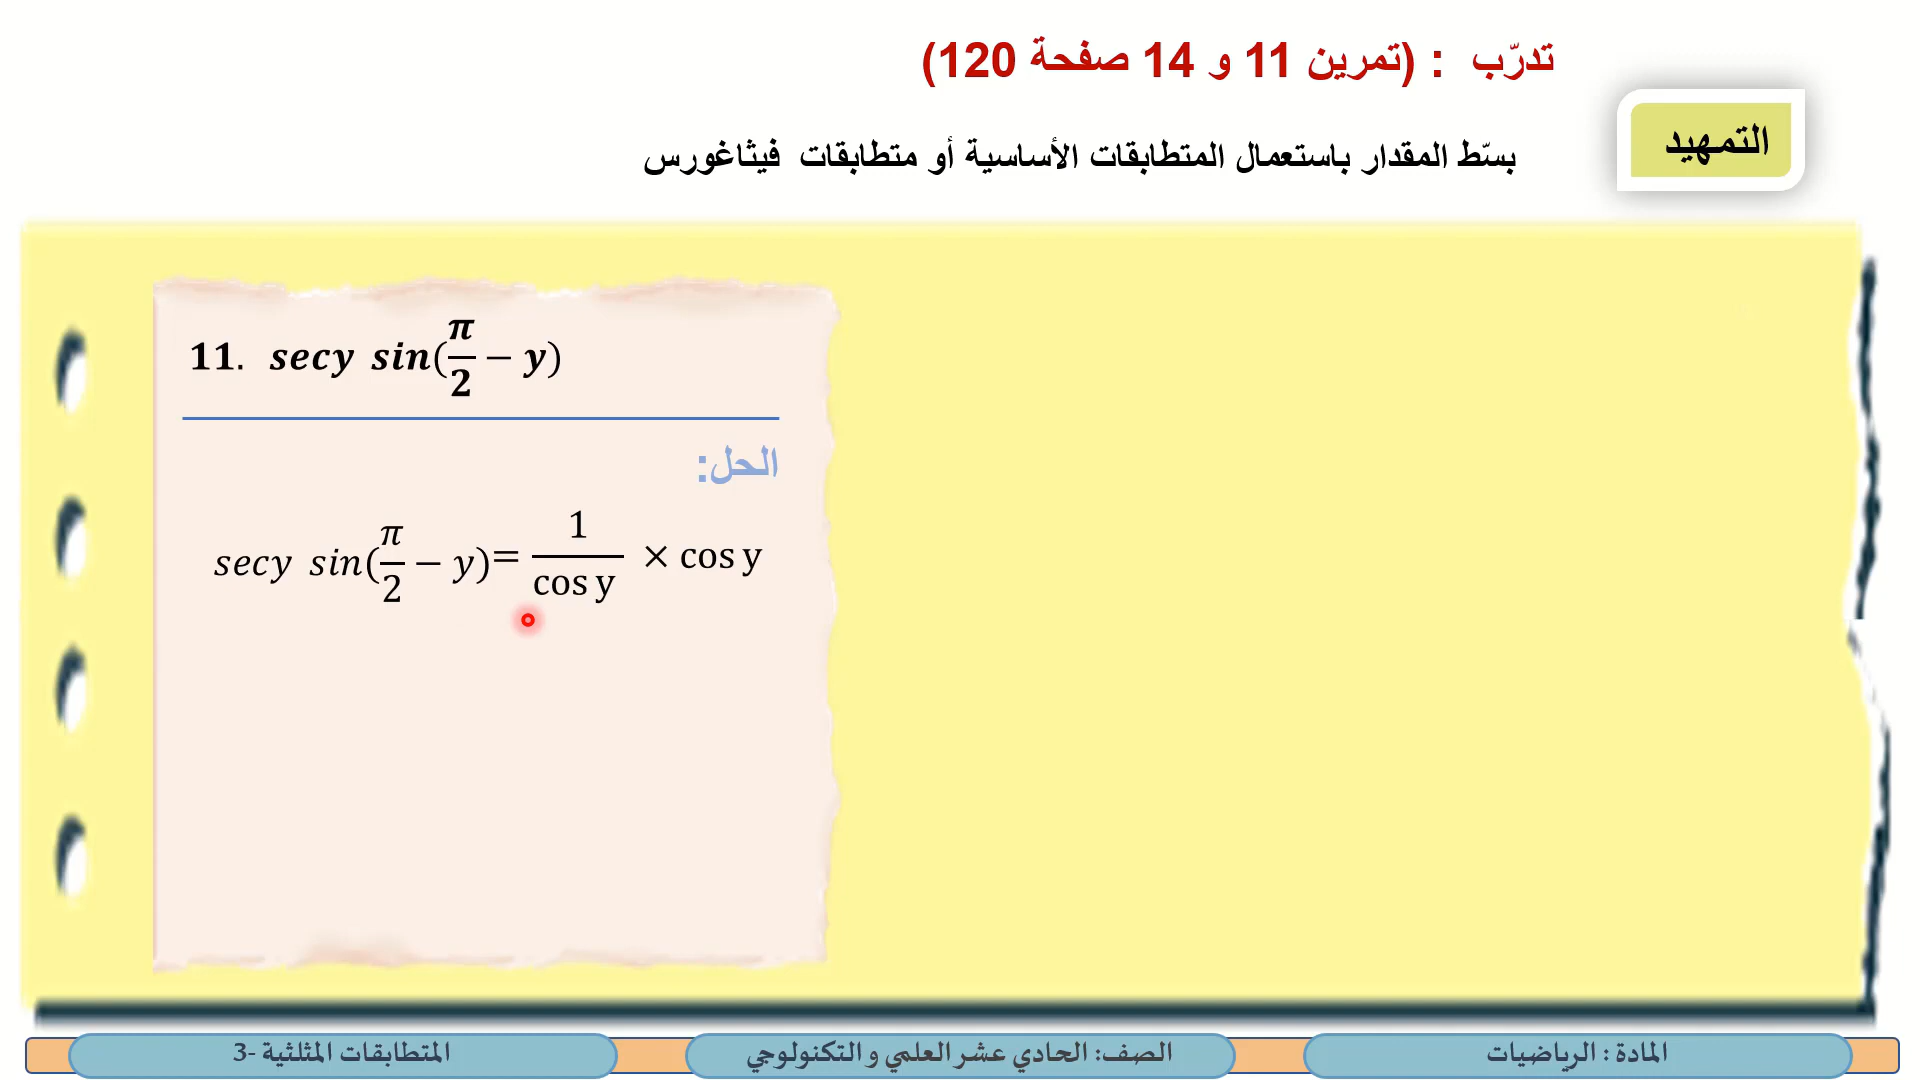 تدرّب : (تمرين 11 و 14 صفحة 120)
التمهيد
بسّط المقدار باستعمال المتطابقات الأساسية أو متطابقات فيثاغورس
11. secy sin(π/2 − y)
الحل:
secy sin(π/2 − y)= 1/cos y × cos y
المادة : الرياضيات
الصف: الحادي عشر العلمي و التكنولوجي
المتطابقات المثلثية -3